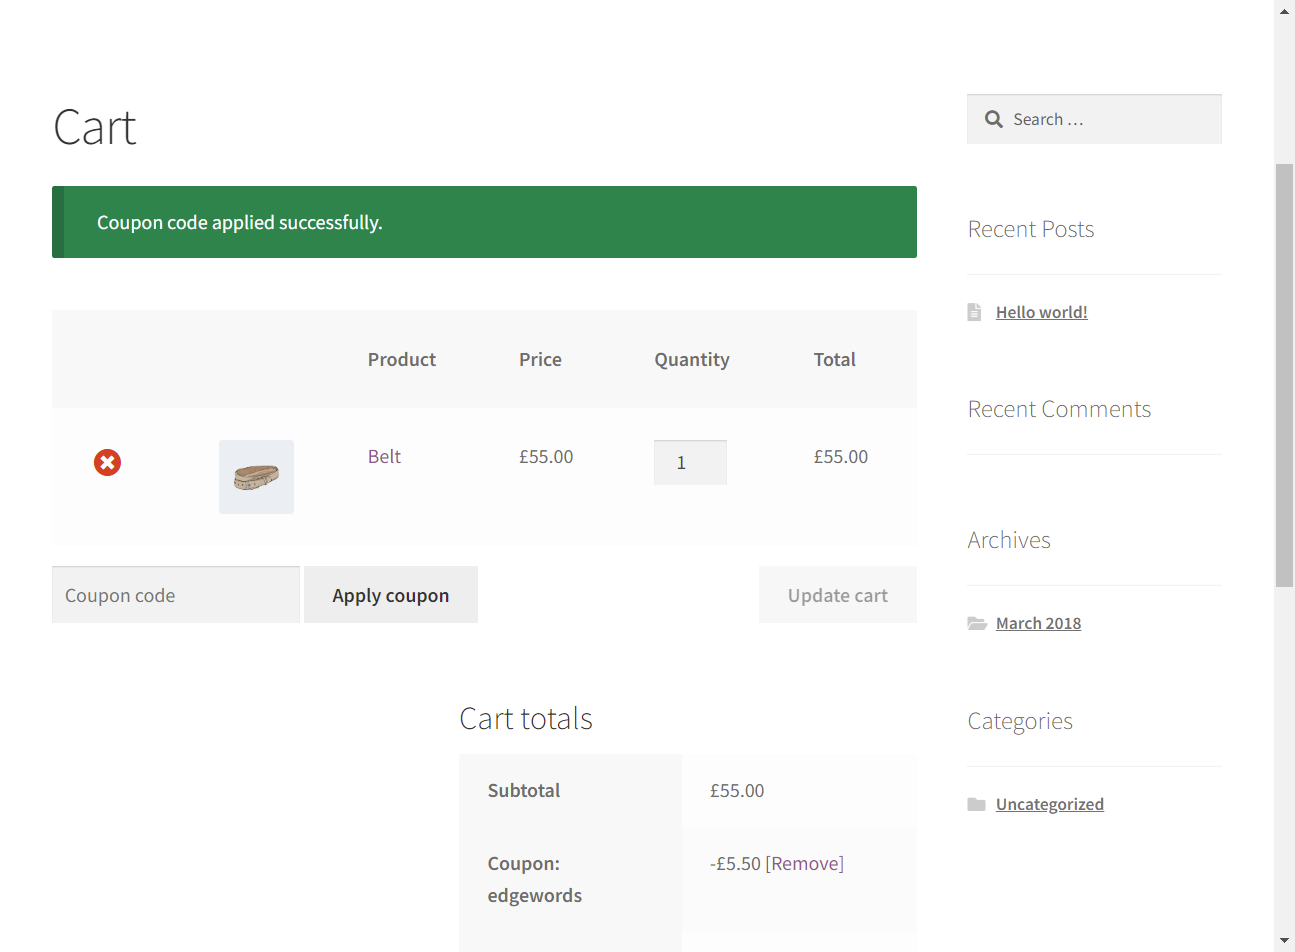 Cart
Coupon code applied successfully.
Product Price Quantity Total
Belt £55.00 1 £55.00
Coupon code Apply coupon Update cart
Cart totals
Subtotal £55.00
Coupon: -£5.50 [Remove]
edgewords
Search …
Recent Posts
Hello world!
Recent Comments
Archives
March 2018
Categories
Uncategorized